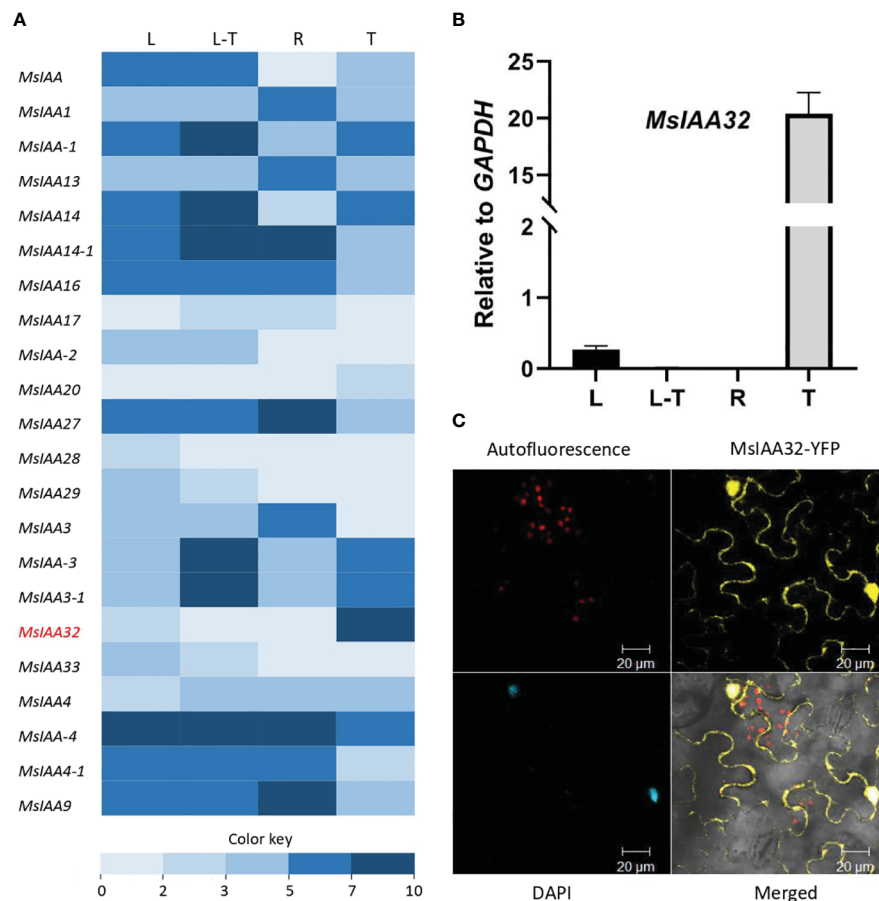 A
L L-T R T
MsIAA
MsIAA1
MsIAA-1
MsIAA13
MsIAA14
MsIAA14-1
MsIAA16
MsIAA17
MsIAA-2
MsIAA20
MsIAA27
MsIAA28
MsIAA29
MsIAA3
MsIAA-3
MsIAA3-1
MsIAA32
MsIAA33
MsIAA4
MsIAA-4
MsIAA4-1
MsIAA9
Color key
0 2 3 5 7 10
B
Relative to GAPDH
25
20
15
2
1
0
MsIAA32
L L-T R T
C
Autofluorescence MsIAA32-YFP
20 µm 20 µm
20 µm 20 µm
DAPI Merged